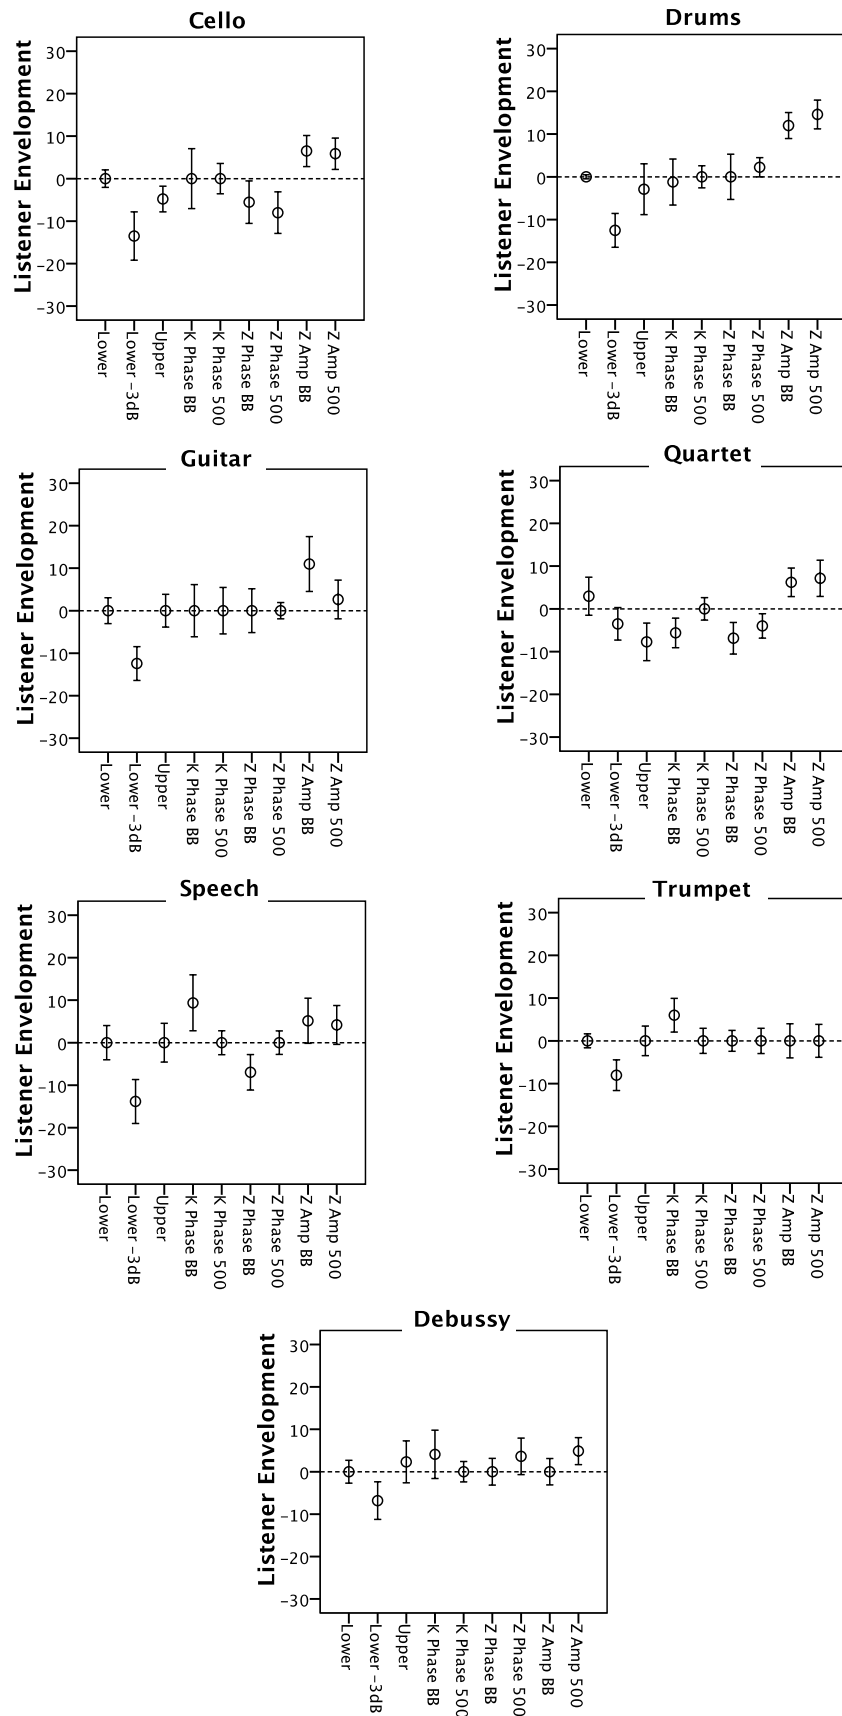 Cello
Listener Envelopment
30
20
10
0
−10
−20
−30
Lower
Lower −3dB
Upper
K Phase BB
K Phase 500
Z Phase BB
Z Phase 500
Z Amp BB
Z Amp 500
Drums
Listener Envelopment
30
20
10
0
−10
−20
−30
Lower
Lower −3dB
Upper
K Phase BB
K Phase 500
Z Phase BB
Z Phase 500
Z Amp BB
Z Amp 500
Guitar
Listener Envelopment
30
20
10
0
−10
−20
−30
Lower
Lower −3dB
Upper
K Phase BB
K Phase 500
Z Phase BB
Z Phase 500
Z Amp BB
Z Amp 500
Quartet
Listener Envelopment
30
20
10
0
−10
−20
−30
Lower
Lower −3dB
Upper
K Phase BB
K Phase 500
Z Phase BB
Z Phase 500
Z Amp BB
Z Amp 500
Speech
Listener Envelopment
30
20
10
0
−10
−20
−30
Lower
Lower −3dB
Upper
K Phase BB
K Phase 500
Z Phase BB
Z Phase 500
Z Amp BB
Z Amp 500
Trumpet
Listener Envelopment
30
20
10
0
−10
−20
−30
Lower
Lower −3dB
Upper
K Phase BB
K Phase 500
Z Phase BB
Z Phase 500
Z Amp BB
Z Amp 500
Debussy
Listener Envelopment
30
20
10
0
−10
−20
−30
Lower
Lower −3dB
Upper
K Phase BB
K Phase 500
Z Phase BB
Z Phase 500
Z Amp BB
Z Amp 500